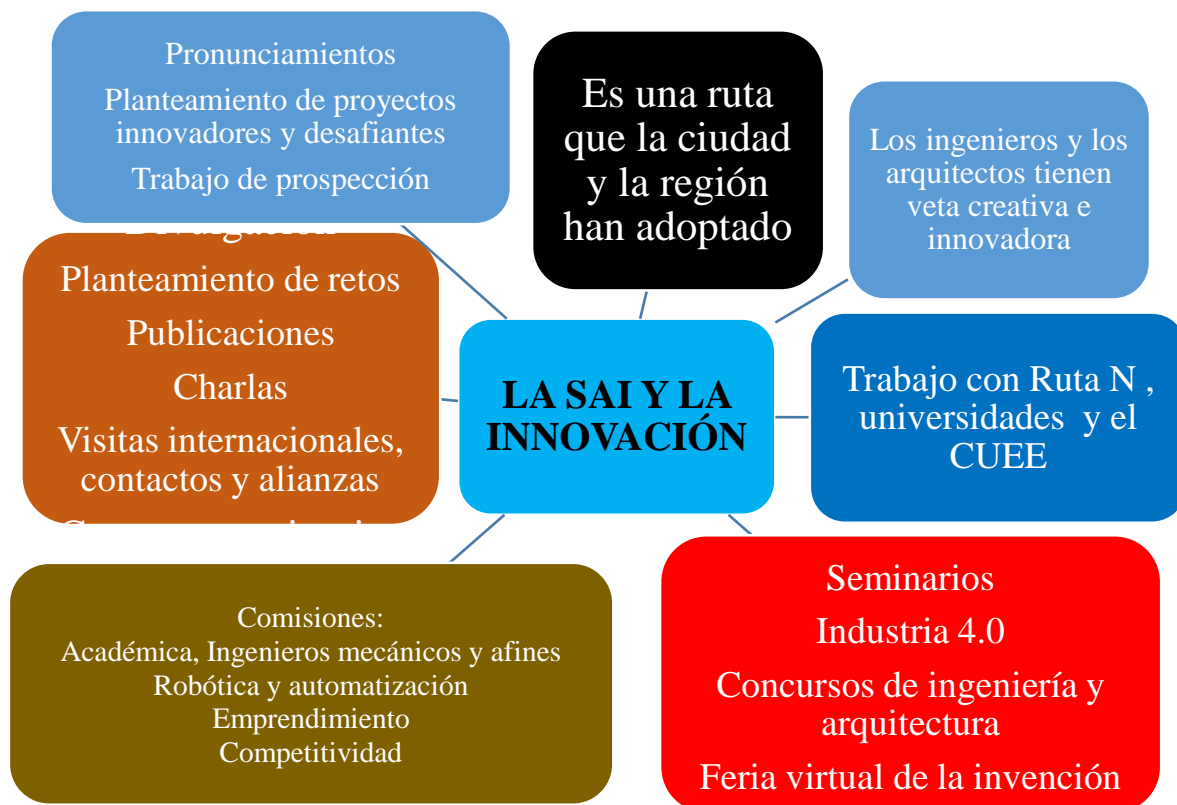 Pronunciamientos
Planteamiento de proyectos
innovadores y desafiantes
Trabajo de prospección
Es una ruta
que la ciudad
y la región
han adoptado
Los ingenieros y los
arquitectos tienen
veta creativa e
innovadora
Planteamiento de retos
Publicaciones
Charlas
Visitas internacionales,
contactos y alianzas
LA SAI Y LA
INNOVACIÓN
Trabajo con Ruta N ,
universidades y el
CUEE
Comisiones:
Académica, Ingenieros mecánicos y afines
Robótica y automatización
Emprendimiento
Competitividad
Seminarios
Industria 4.0
Concursos de ingeniería y
arquitectura
Feria virtual de la invención